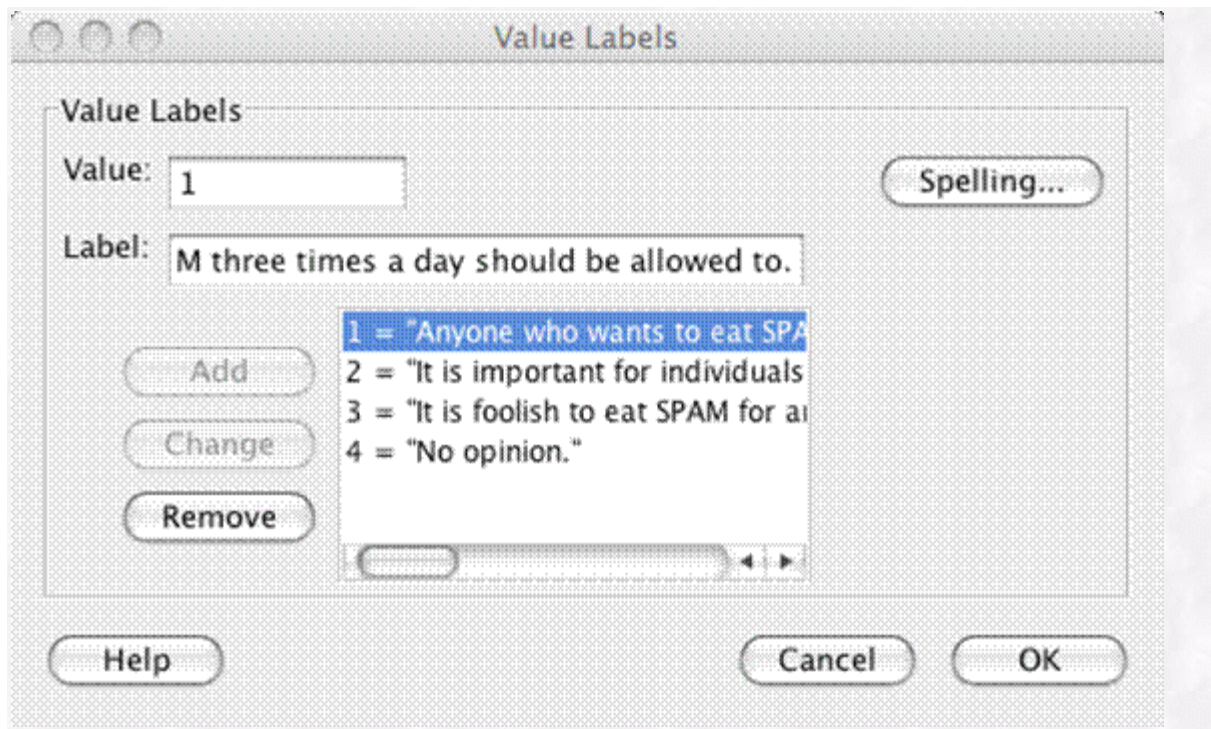 Value Labels
Value Labels
Value: 1
Spelling...
Label: M three times a day should be allowed to.
1 = "Anyone who wants to eat SPA
2 = "It is important for individuals
3 = "It is foolish to eat SPAM for
4 = "No opinion."
Add
Change
Remove
Help
Cancel
OK